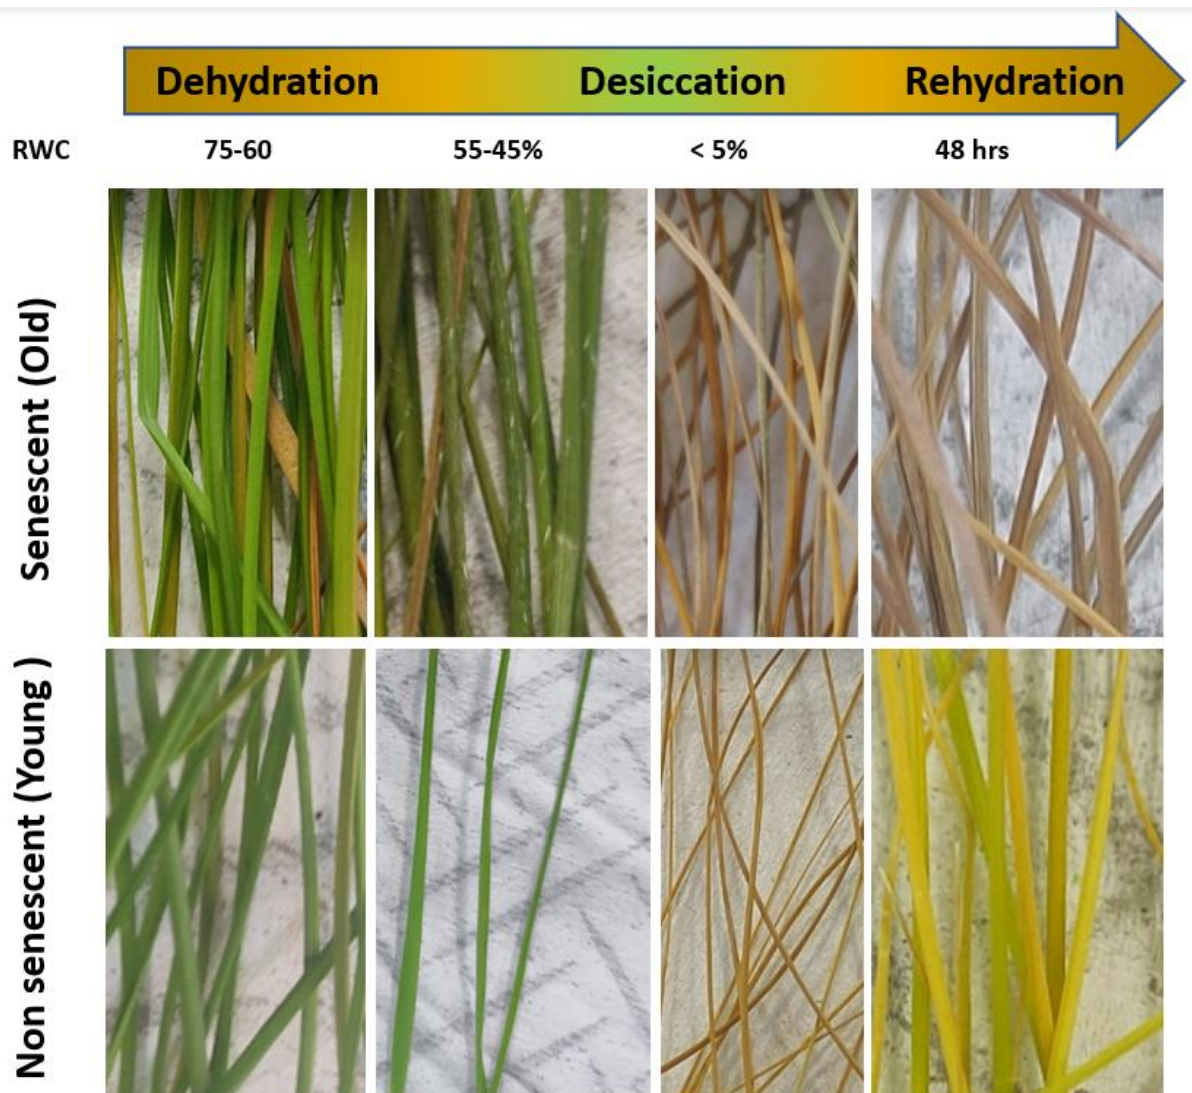 Dehydration Desiccation Rehydration
RWC 75-60 55-45% < 5% 48 hrs
Senescent (Old)
Non senescent (Young )